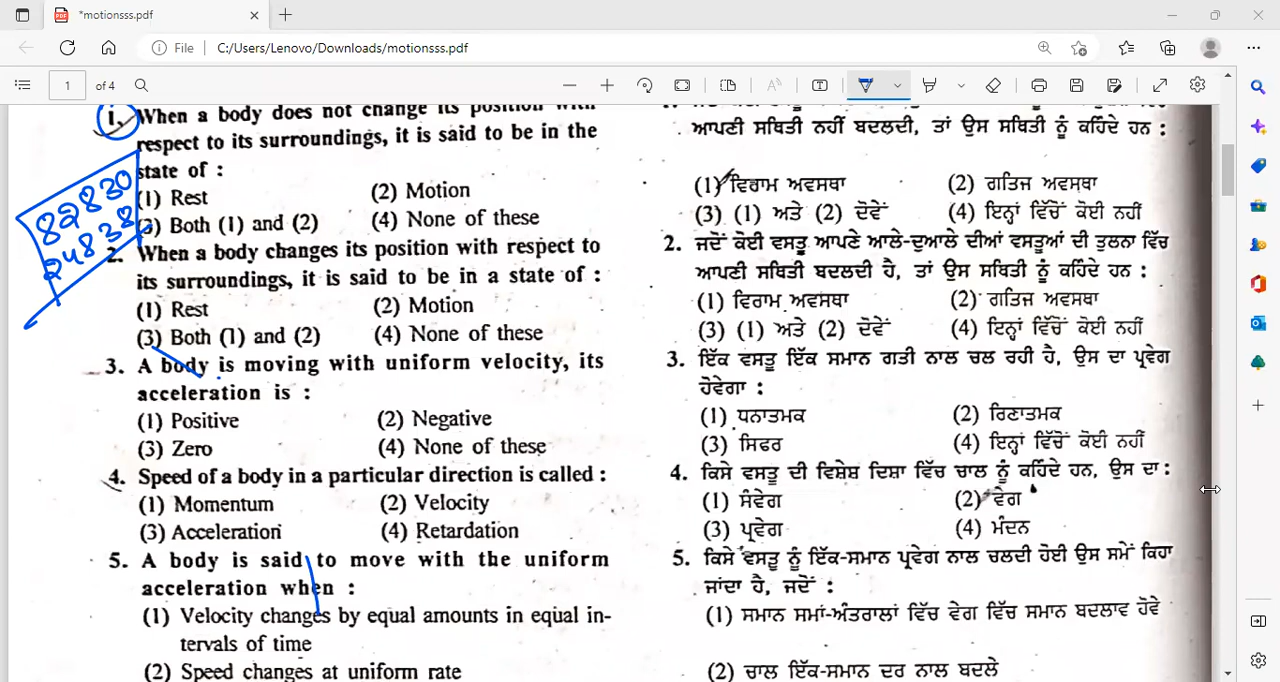 *motionsss.pdf
File C:/Users/Lenovo/Downloads/motionsss.pdf
1 of 4
1. When a body does not change its position with
respect to its surroundings, it is said to be in the
state of :
(1) Rest (2) Motion
(3) Both (1) and (2) (4) None of these
82830
24838
2. When a body changes its position with respect to
its surroundings, it is said to be in a state of :
(1) Rest (2) Motion
(3) Both (1) and (2) (4) None of these
3. A body is moving with uniform velocity, its
acceleration is :
(1) Positive (2) Negative
(3) Zero (4) None of these
4. Speed of a body in a particular direction is called :
(1) Momentum (2) Velocity
(3) Acceleration (4) Retardation
5. A body is said to move with the uniform
acceleration when :
(1) Velocity changes by equal amounts in equal in-
tervals of time
(2) Speed changes at uniform rate
ਆਪਣੀ ਸਥਿਤੀ ਨਹੀਂ ਬਦਲਦੀ, ਤਾਂ ਉਸ ਸਥਿਤੀ ਨੂੰ ਕਹਿੰਦੇ ਹਨ :
(1) ਵਿਰਾਮ ਅਵਸਥਾ (2) ਗਤਿਜ ਅਵਸਥਾ
(3) (1) ਅਤੇ (2) ਦੋਵੇਂ (4) ਇਨ੍ਹਾਂ ਵਿੱਚੋਂ ਕੋਈ ਨਹੀਂ
2. ਜਦੋਂ ਕੋਈ ਵਸਤੂ ਆਪਣੇ ਆਲੇ-ਦੁਆਲੇ ਦੀਆਂ ਵਸਤੂਆਂ ਦੀ ਤੁਲਨਾ ਵਿੱਚ
ਆਪਣੀ ਸਥਿਤੀ ਬਦਲਦੀ ਹੈ, ਤਾਂ ਉਸ ਸਥਿਤੀ ਨੂੰ ਕਹਿੰਦੇ ਹਨ :
(1) ਵਿਰਾਮ ਅਵਸਥਾ (2) ਗਤਿਜ ਅਵਸਥਾ
(3) (1) ਅਤੇ (2) ਦੋਵੇਂ (4) ਇਨ੍ਹਾਂ ਵਿੱਚੋਂ ਕੋਈ ਨਹੀਂ
3. ਇੱਕ ਵਸਤੂ ਇੱਕ ਸਮਾਨ ਗਤੀ ਨਾਲ ਚਲ ਰਹੀ ਹੈ, ਉਸ ਦਾ ਪ੍ਰਵੇਗ
ਹੋਵੇਗਾ :
(1) ਧਨਾਤਮਕ (2) ਰਿਣਾਤਮਕ
(3) ਸਿਫਰ (4) ਇਨ੍ਹਾਂ ਵਿੱਚੋਂ ਕੋਈ ਨਹੀਂ
4. ਕਿਸੇ ਵਸਤੂ ਦੀ ਵਿਸ਼ੇਸ਼ ਦਿਸ਼ਾ ਵਿੱਚ ਚਾਲ ਨੂੰ ਕਹਿੰਦੇ ਹਨ, ਉਸ ਦਾ :
(1) ਸੰਵੇਗ (2) ਵੇਗ
(3) ਪ੍ਰਵੇਗ (4) ਮੰਦਨ
5. ਕਿਸੇ ਵਸਤੂ ਨੂੰ ਇੱਕ-ਸਮਾਨ ਪ੍ਰਵੇਗ ਨਾਲ ਚਲਦੀ ਹੋਈ ਉਸ ਸਮੇਂ ਕਿਹਾ
ਜਾਂਦਾ ਹੈ, ਜਦੋਂ :
(1) ਸਮਾਨ ਸਮਾਂ-ਅੰਤਰਾਲਾਂ ਵਿੱਚ ਵੇਗ ਵਿੱਚ ਸਮਾਨ ਬਦਲਾਵ ਹੋਵੇ
(2) ਚਾਲ ਇੱਕ-ਸਮਾਨ ਦਰ ਨਾਲ ਬਦਲੇ